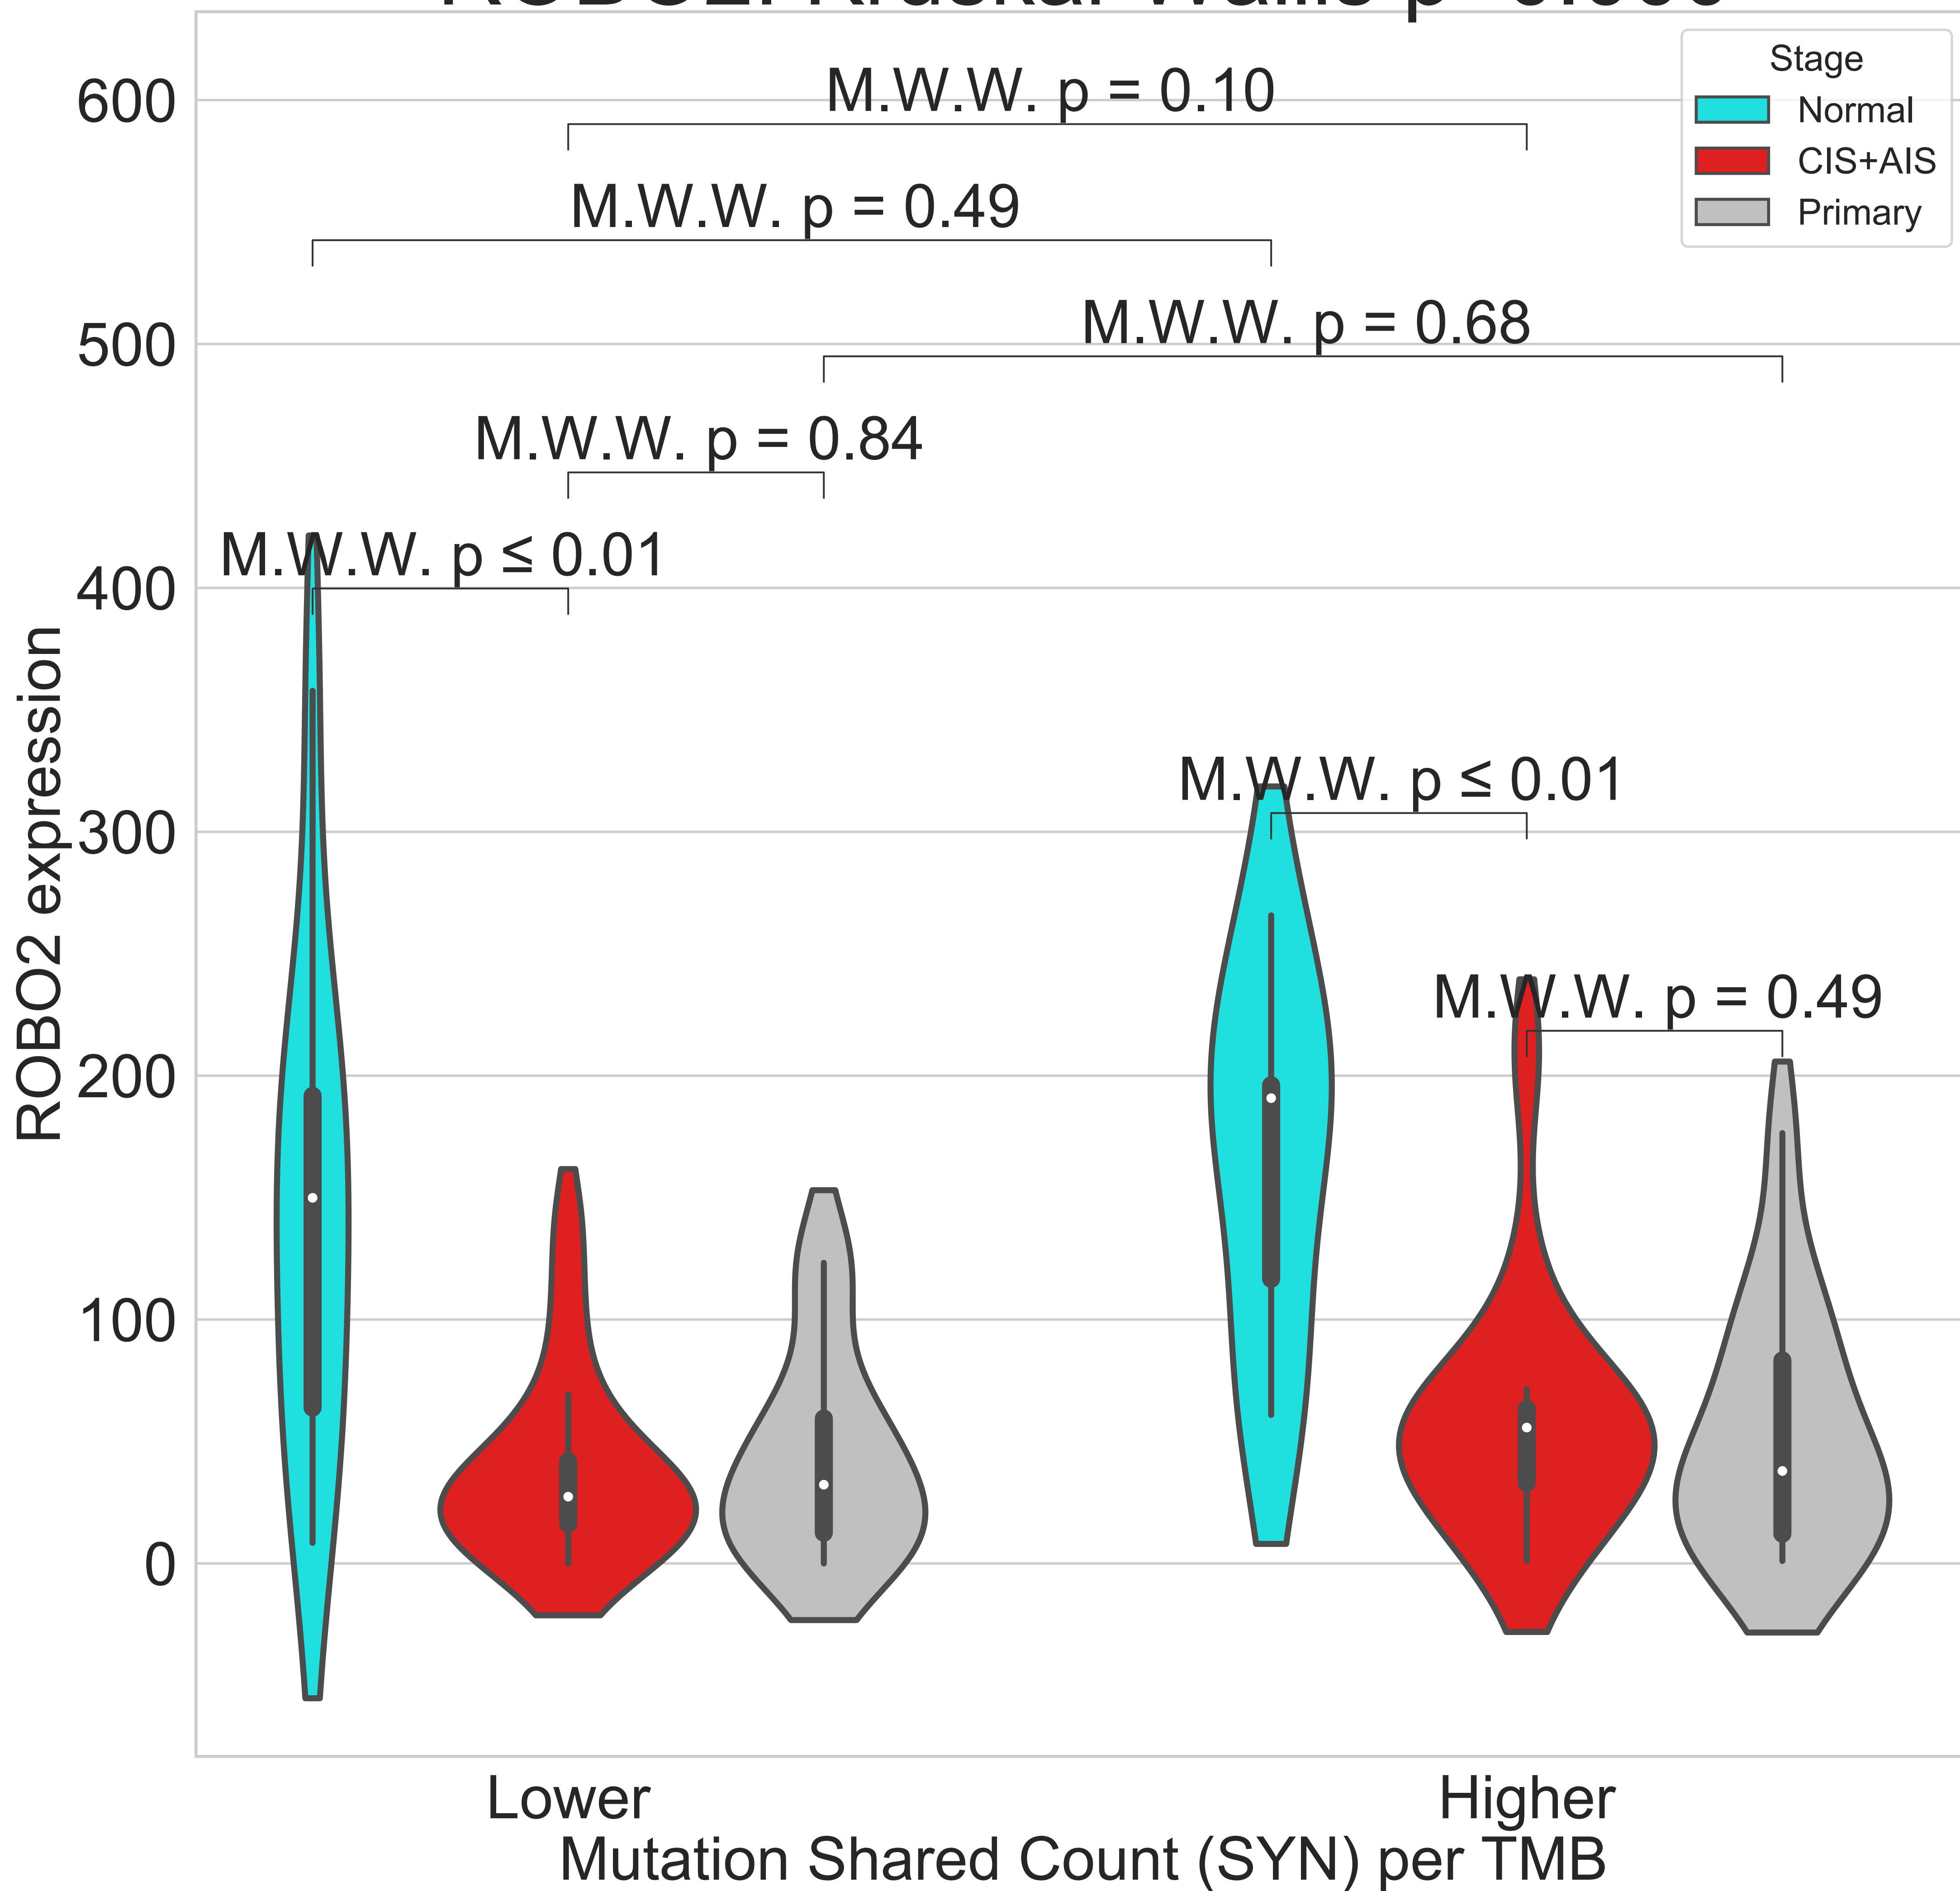 Stage
Normal
CIS+AIS
Primary
M.W.W. p = 0.10
M.W.W. p = 0.49
M.W.W. p = 0.68
M.W.W. p = 0.84
M.W.W. p ≤ 0.01
M.W.W. p ≤ 0.01
M.W.W. p = 0.49
ROBO2 expression
600
500
400
300
200
100
0
Lower
Higher
Mutation Shared Count (SYN) per TMB